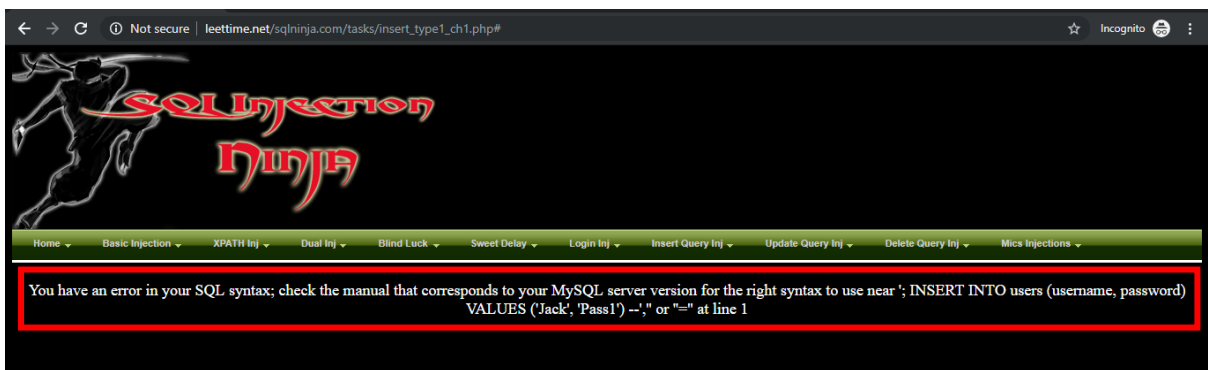 Not secure | leettime.net/sqlninja.com/tasks/insert_type1_ch1.php#
Incognito
SQL Injection
Ninja
Home Basic Injection XPATH Inj Dual Inj Blind Luck Sweet Delay Login Inj Insert Query Inj Update Query Inj Delete Query Inj Mics Injections
You have an error in your SQL syntax; check the manual that corresponds to your MySQL server version for the right syntax to use near '; INSERT INTO users (username, password)
VALUES ('Jack', 'Pass1') --','' or ''=' at line 1